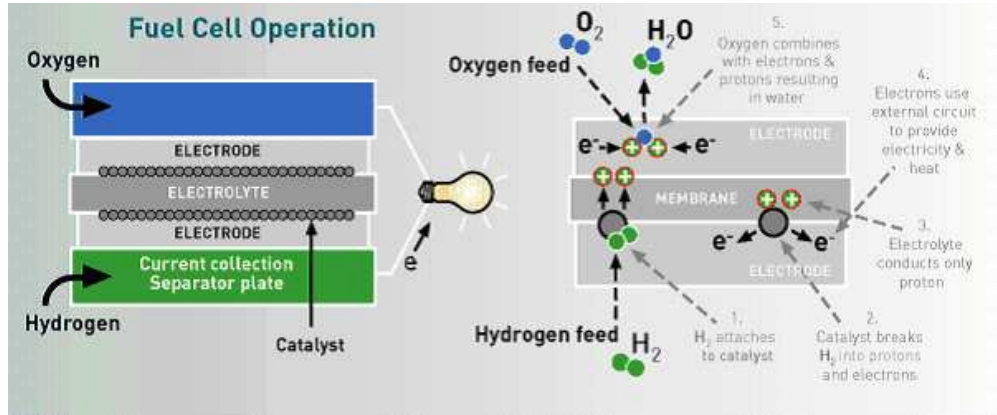 Fuel Cell Operation
Oxygen
ELECTRODE
ELECTROLYTE
ELECTRODE
Current collection
Separator plate
Hydrogen
Catalyst
e
O2
H2O
Oxygen feed
5.
Oxygen combines
with electrons &
protons resulting
in water
4.
Electrons use
external circuit
to provide
electricity &
heat
ELECTRODE
e-
e-
MEMBRANE
e-
e-
3.
Electrolyte
conducts only
proton
ELECTRODE
Hydrogen feed
H2
1.
H2 attaches
to catalyst
2.
Catalyst breaks
H2 into protons
and electrons